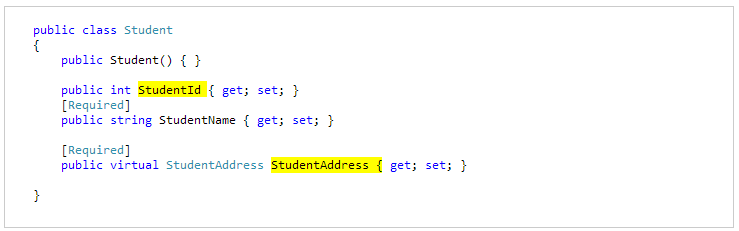 public class Student
{
public Student() { }
public int StudentId { get; set; }
[Required]
public string StudentName { get; set; }
[Required]
public virtual StudentAddress StudentAddress { get; set; }
}